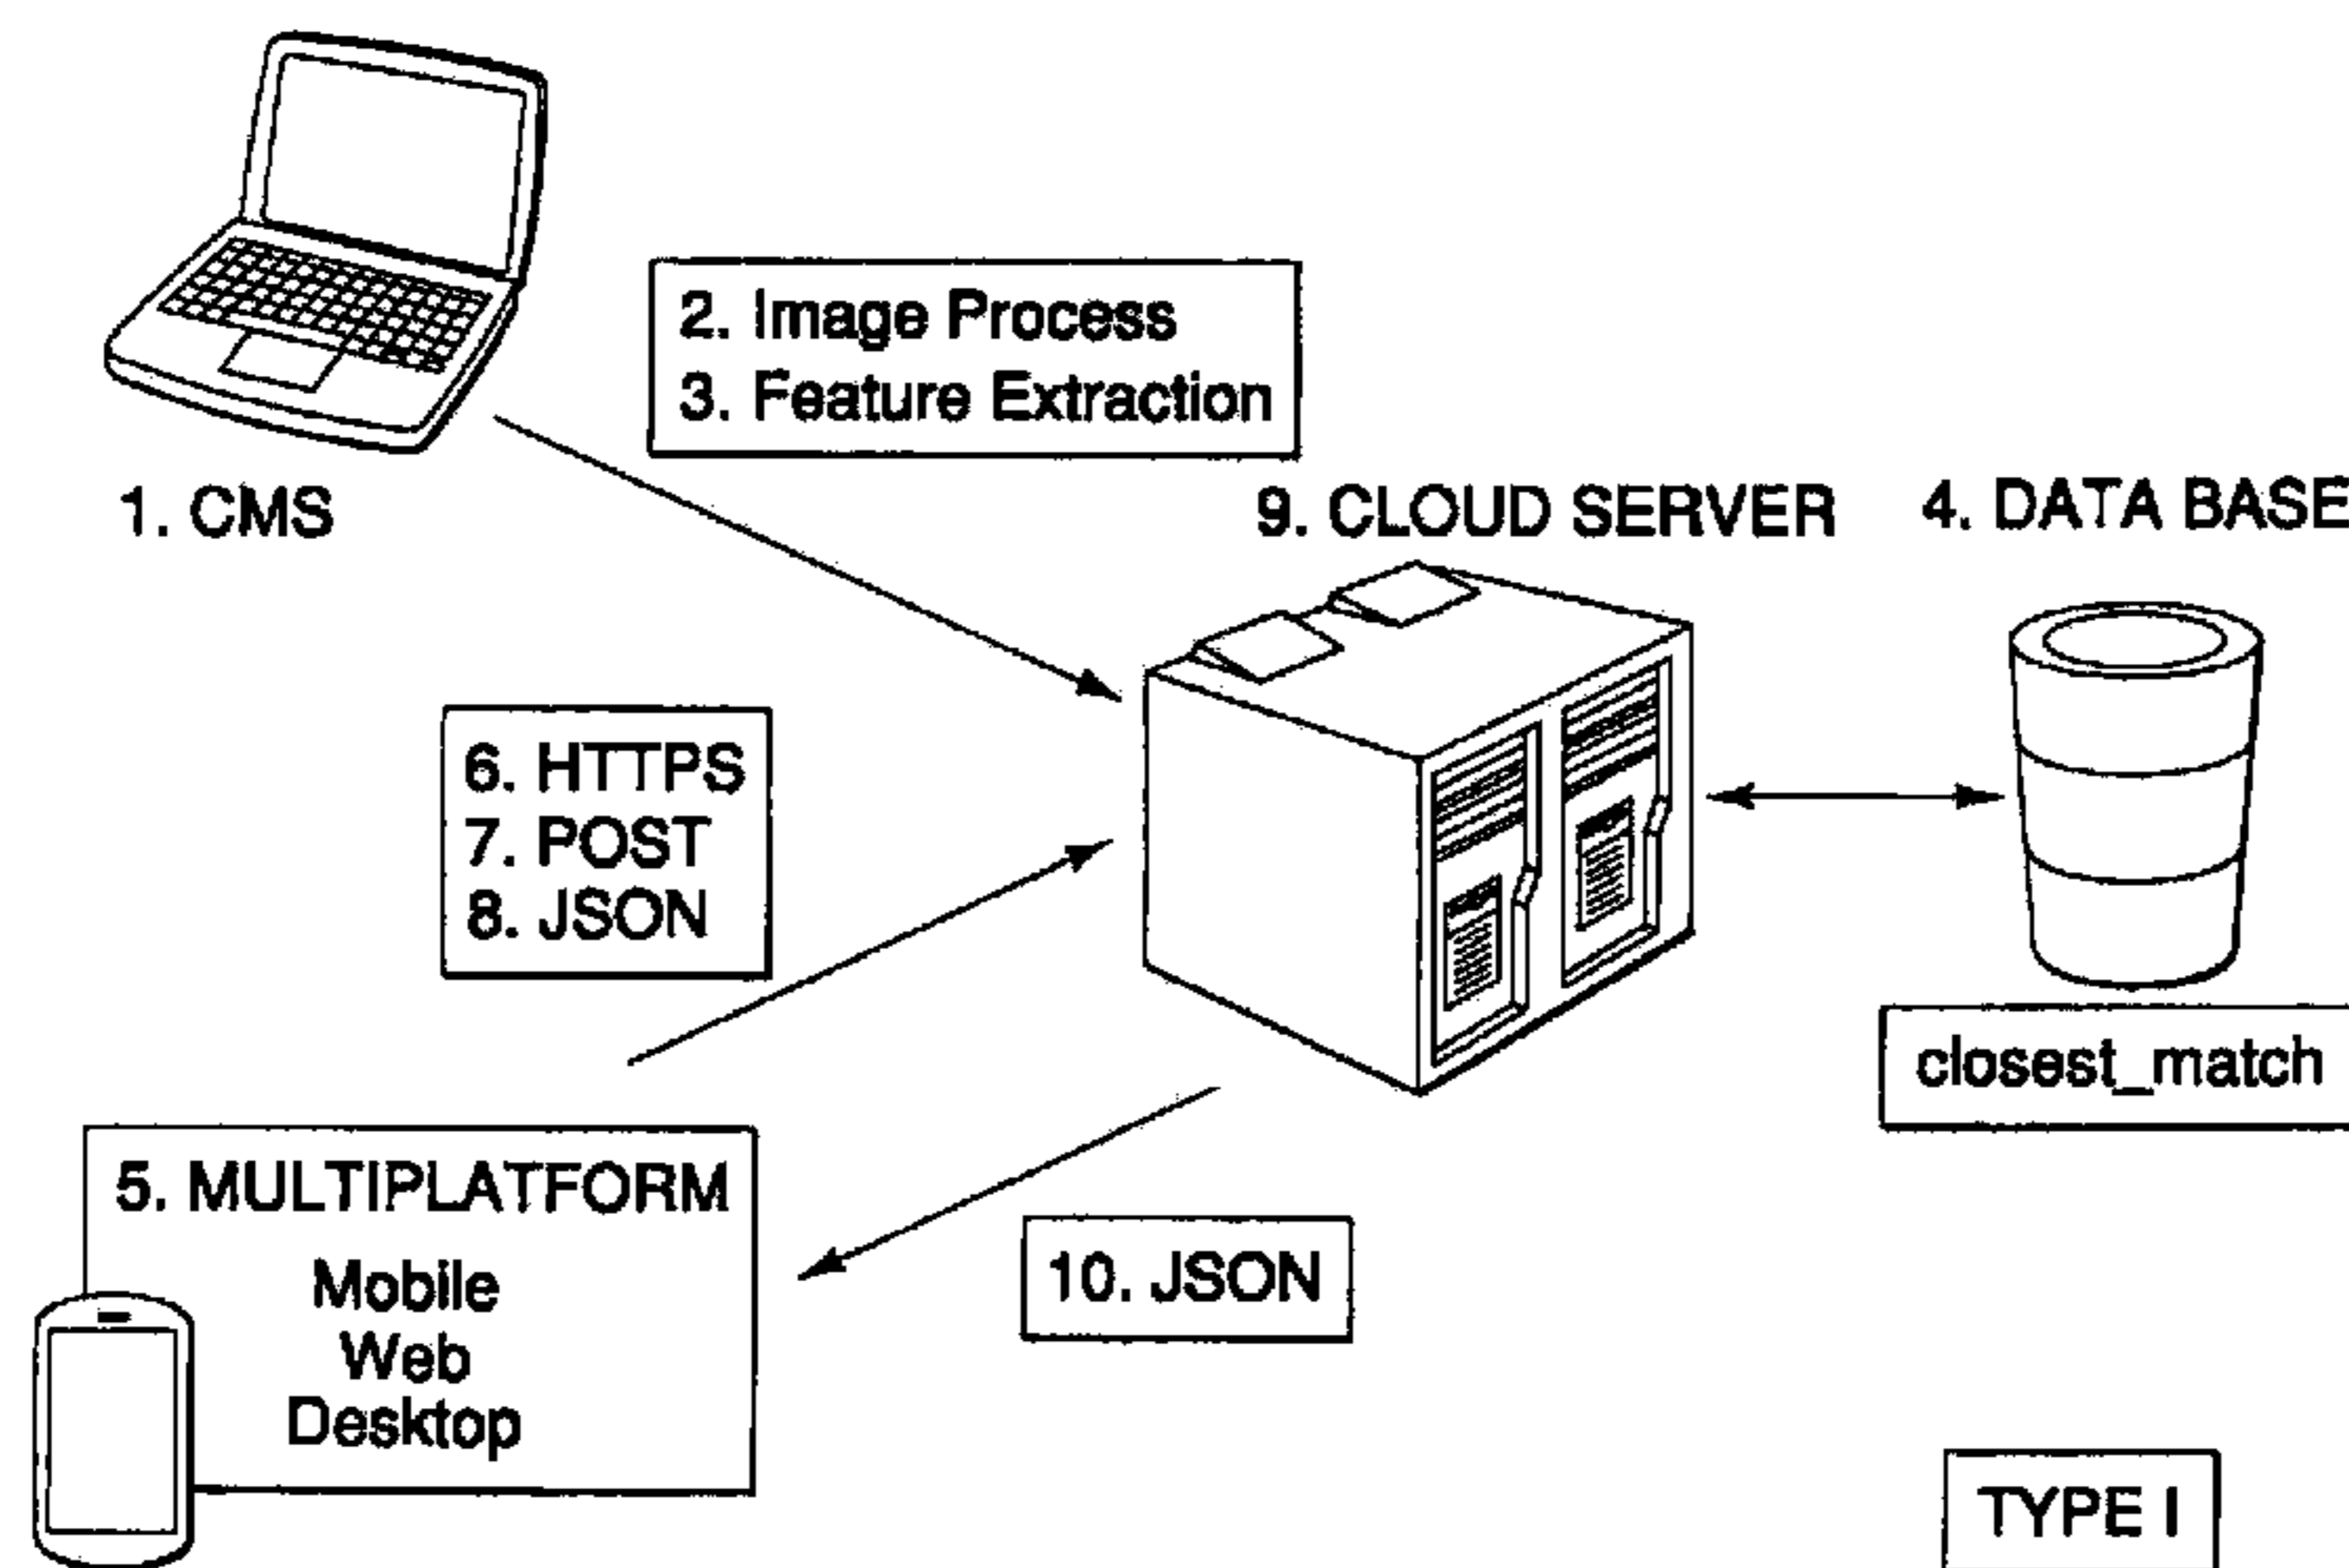 2. Image Process
3. Feature Extraction
1. CMS
9. CLOUD SERVER
4. DATA BASE
6. HTTPS
7. POST
8. JSON
closest_match
5. MULTIPLATFORM
Mobile
Web
Desktop
10. JSON
TYPE I